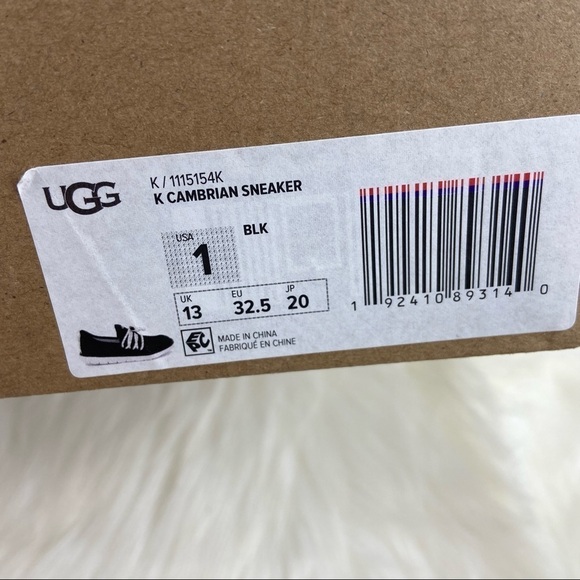 UGG
K / 1115154K
K CAMBRIAN SNEAKER
USA
1
BLK
UK EU JP
13 32.5 20
MADE IN CHINA
FABRIQUÉ EN CHINE
1 92410 89314 0